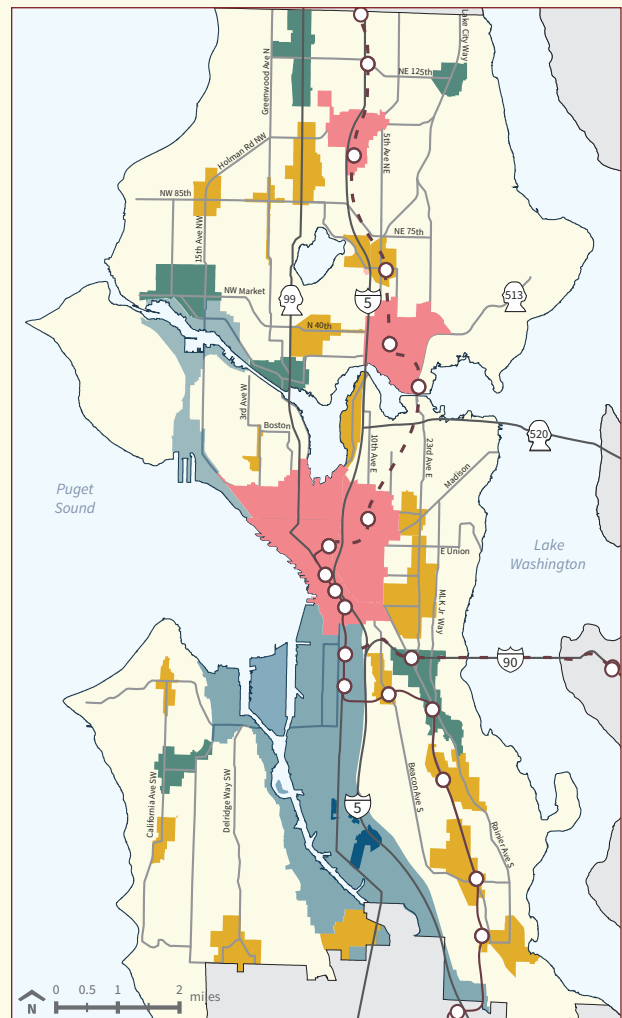 Lake City Way
Greenwood Ave N
NE 125th
Holman Rd NW
5th Ave NE
NW 85th
15th Ave NW
NE 75th
NW Market
99
5
513
N 40th
3rd Ave W
Boston
10th Ave E
23rd Ave E
520
Madison
Puget
Sound
E Union
Lake
Washington
MLK Jr Way
90
California Ave SW
Delridge Way SW
Beacon Ave S
5
Rainier Ave S
N
0 0.5 1 2 miles